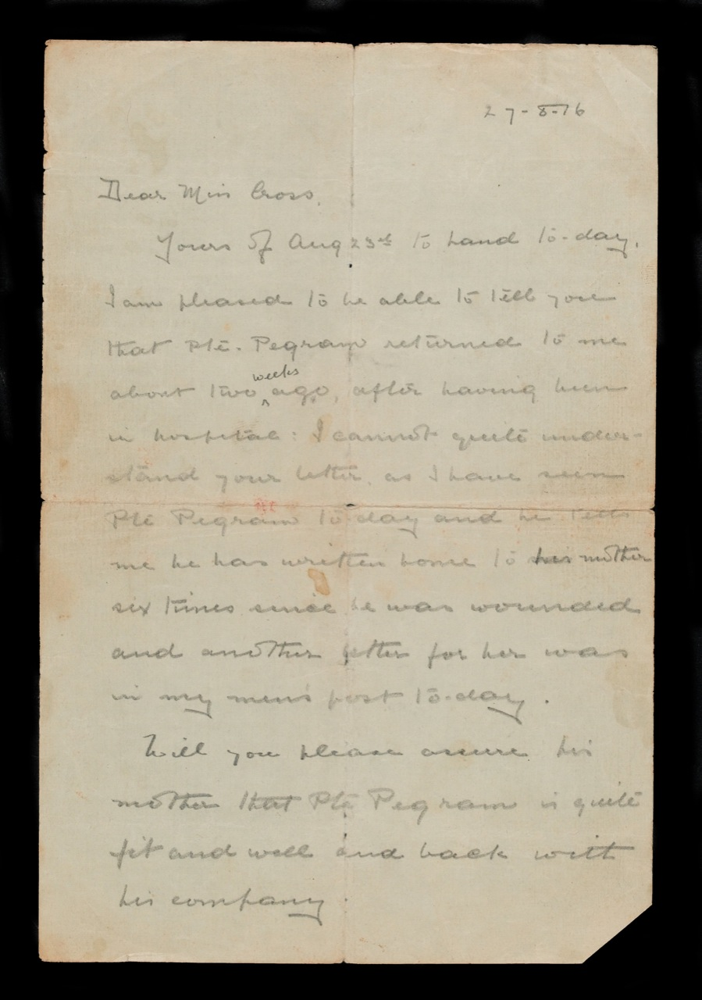 27-8-16
Dear Miss Cross,
Yours of Aug 23rd to hand to-day.
I am pleased to be able to tell you
that Pte. Pegram returned to me
about two weeks ago, after having been
in hospital: I cannot quite under-
stand your letter, as I have seen
Pte Pegram to-day and he tells
me he has written home to his mother
six times since he was wounded
and another letter for her was
in my men's post to-day.
Will you please assure his
mother that Pte Pegram is quite
fit and well and back with
his company.